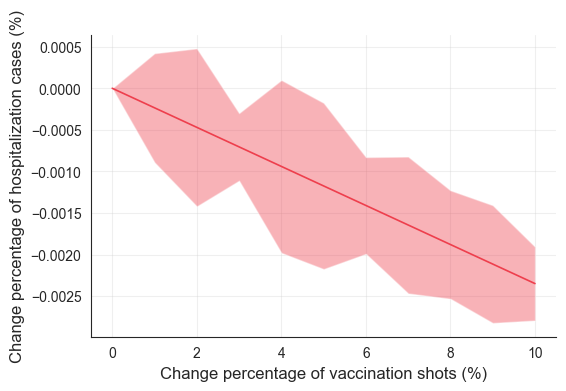 Change percentage of hospitalization cases (%)
0.0005
0.0000
−0.0005
−0.0010
−0.0015
−0.0020
−0.0025
0 2 4 6 8 10
Change percentage of vaccination shots (%)